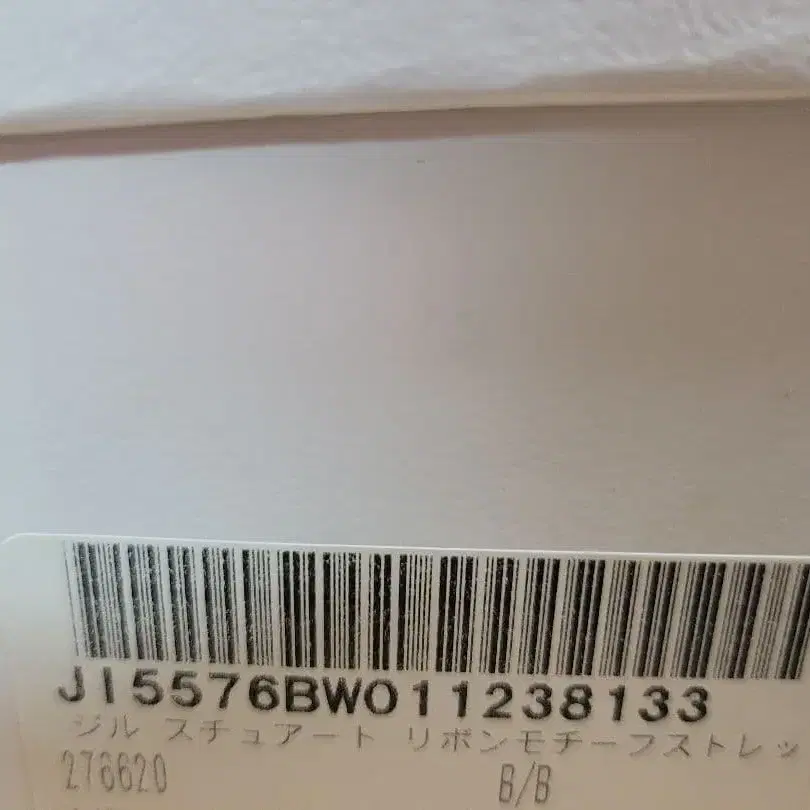 JI5576BW011238133
ジル スチュアート リボンモチーフストレッ
276620 B/B